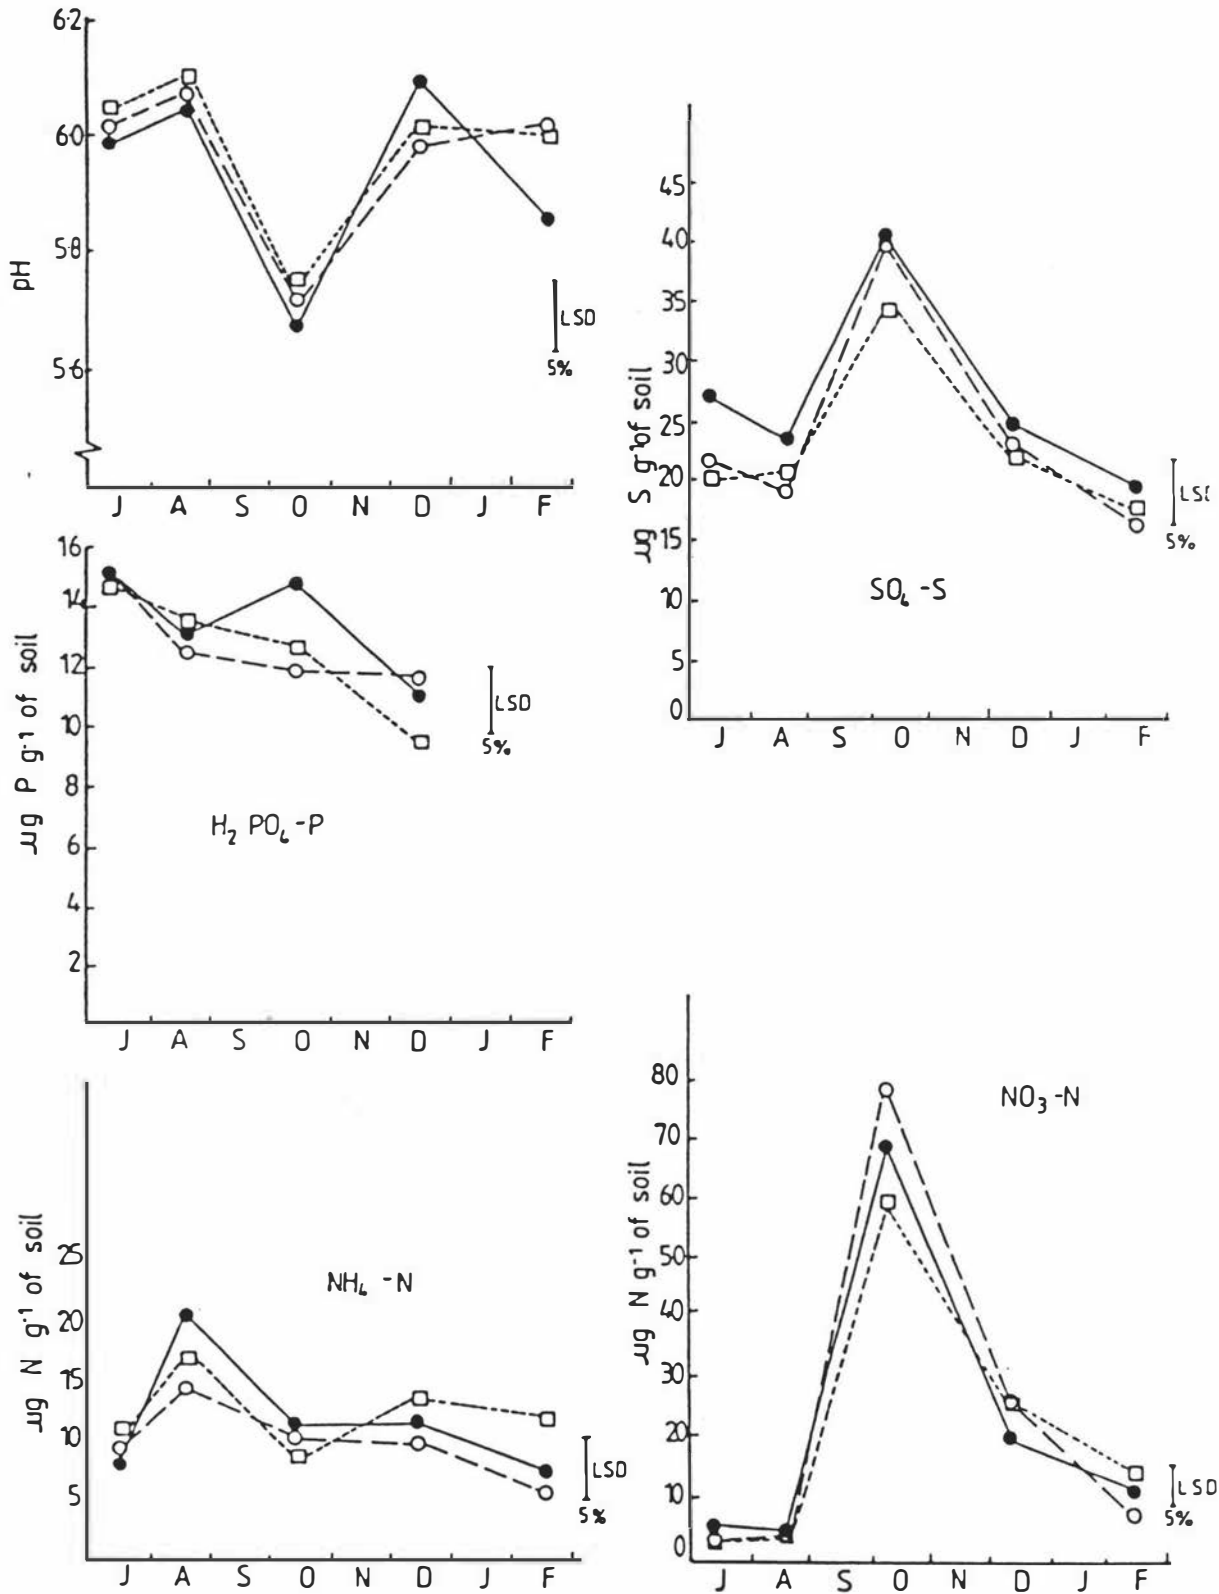 6·2
6·0
5·8
5·6
pH
LSD
5%
J A S O N D J F
45
40
35
30
25
20
15
10
5
0
µg S g⁻¹ of soil
SO₄ -S
LSD
5%
J A S O N D J F
16
14
12
10
8
6
4
2
µg P g⁻¹ of soil
H₂ PO₄ -P
LSD
5%
J A S O N D J F
25
20
15
10
5
µg N g⁻¹ of soil
NH₄ -N
LSD
5%
J A S O N D J F
80
70
60
50
40
30
20
10
0
µg N g⁻¹ of soil
NO₃ -N
LSD
5%
J A S O N D J F